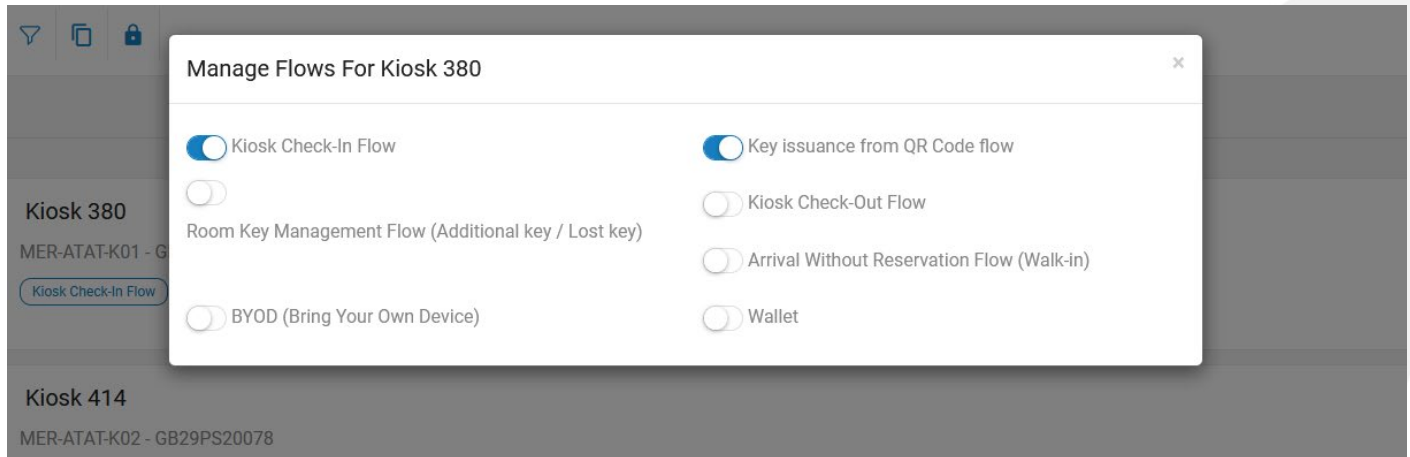 Manage Flows For Kiosk 380
×
Kiosk Check-In Flow
Key issuance from QR Code flow
Room Key Management Flow (Additional key / Lost key)
Kiosk Check-Out Flow
Arrival Without Reservation Flow (Walk-in)
BYOD (Bring Your Own Device)
Wallet
Kiosk 380
MER-ATAT-K01 - G
Kiosk Check-In Flow
Kiosk 414
MER-ATAT-K02 - GB29PS20078